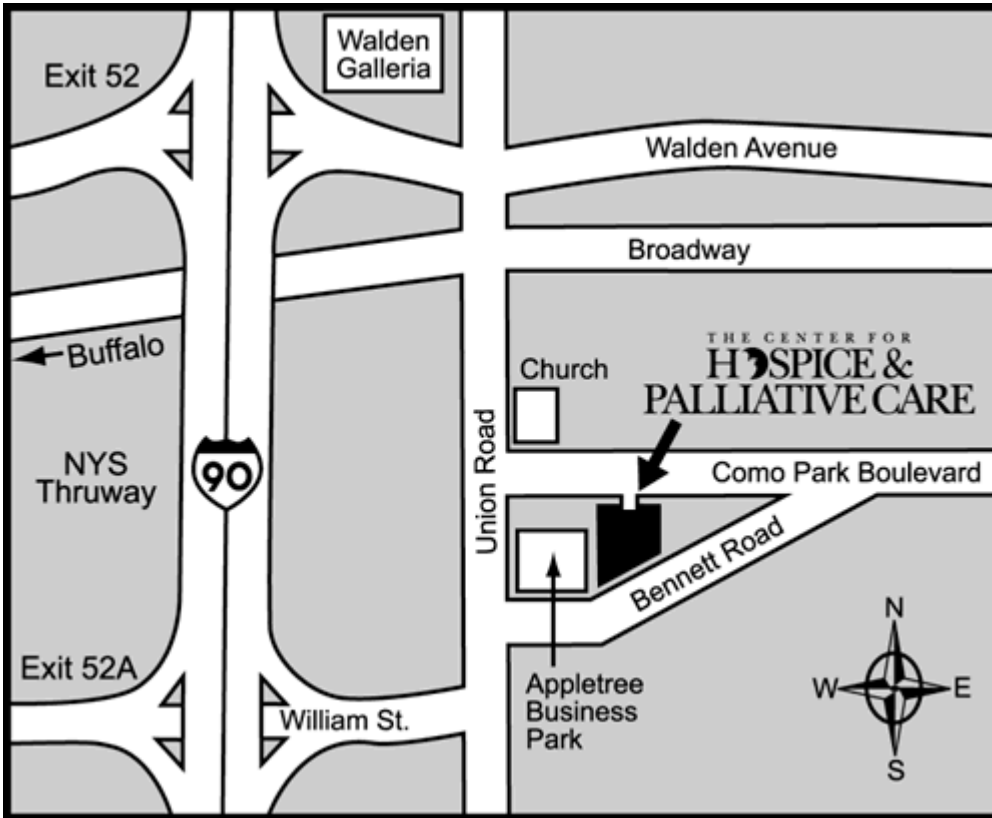 Walden
Galleria
Exit 52
Walden Avenue
Broadway
Buffalo
THE CENTER FOR
HOSPICE &
PALLIATIVE CARE
Church
NYS
Thruway
90
Union Road
Como Park Boulevard
Bennett Road
Exit 52A
William St.
Appletree
Business
Park
N
W
E
S